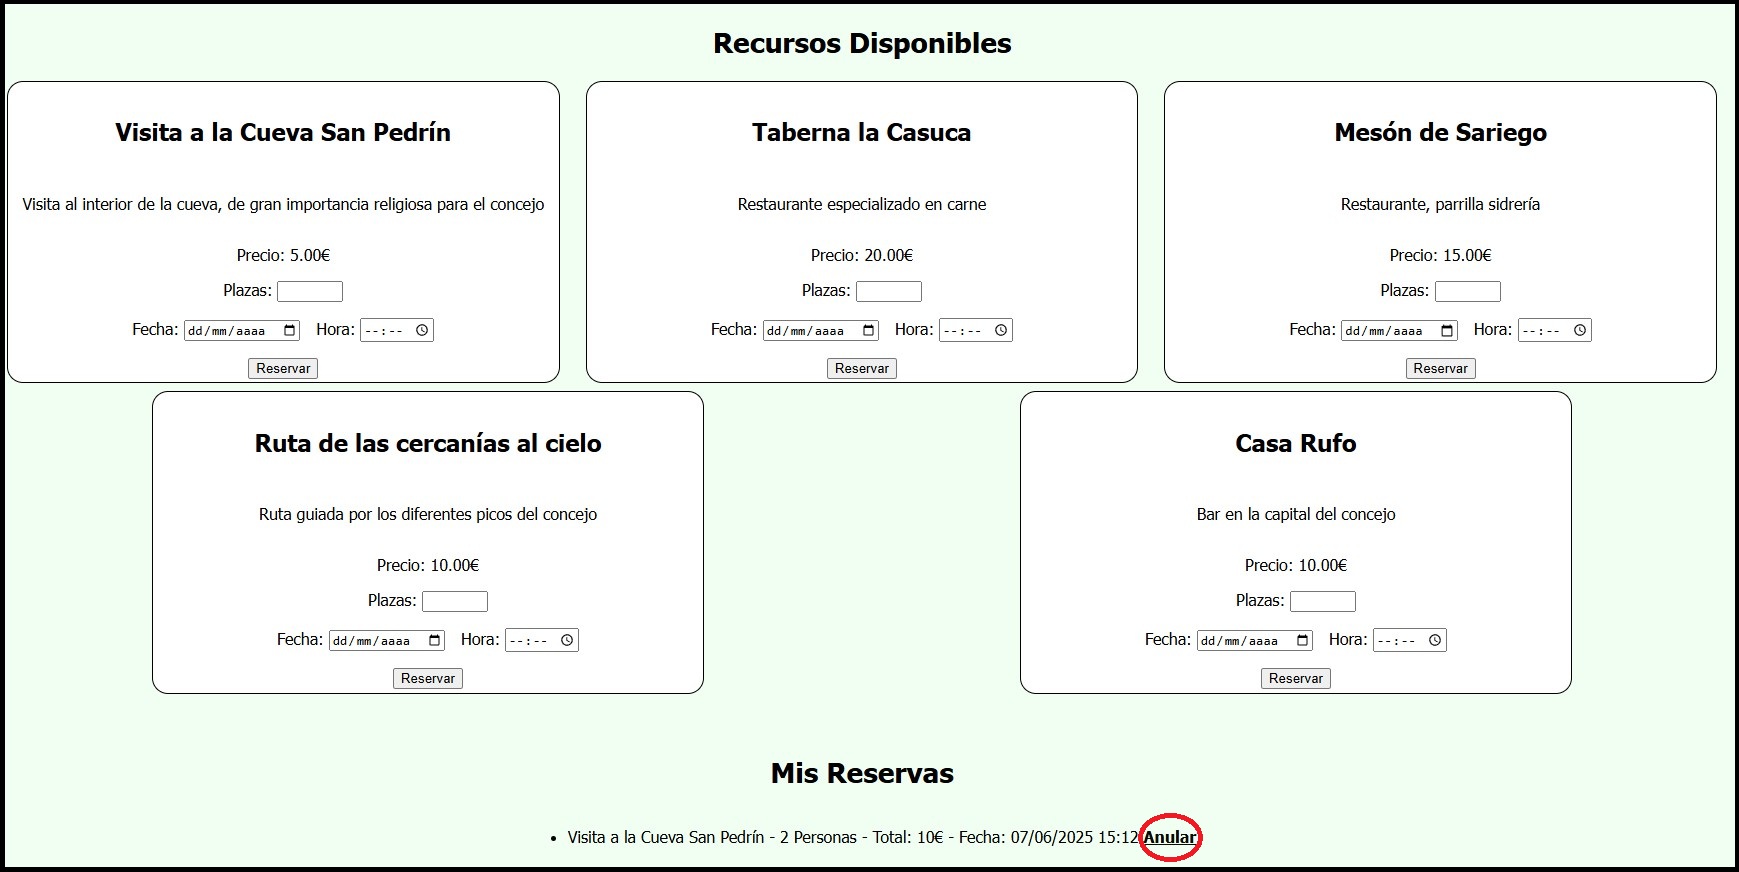 Recursos Disponibles
Visita a la Cueva San Pedrín
Visita al interior de la cueva, de gran importancia religiosa para el concejo
Precio: 5.00€
Plazas:
Fecha: dd/mm/aaaa Hora: --:--
Reservar
Taberna la Casuca
Restaurante especializado en carne
Precio: 20.00€
Plazas:
Fecha: dd/mm/aaaa Hora: --:--
Reservar
Mesón de Sariego
Restaurante, parrilla sidrería
Precio: 15.00€
Plazas:
Fecha: dd/mm/aaaa Hora: --:--
Reservar
Ruta de las cercanías al cielo
Ruta guiada por los diferentes picos del concejo
Precio: 10.00€
Plazas:
Fecha: dd/mm/aaaa Hora: --:--
Reservar
Casa Rufo
Bar en la capital del concejo
Precio: 10.00€
Plazas:
Fecha: dd/mm/aaaa Hora: --:--
Reservar
Mis Reservas
• Visita a la Cueva San Pedrín - 2 Personas - Total: 10€ - Fecha: 07/06/2025 15:12 Anular